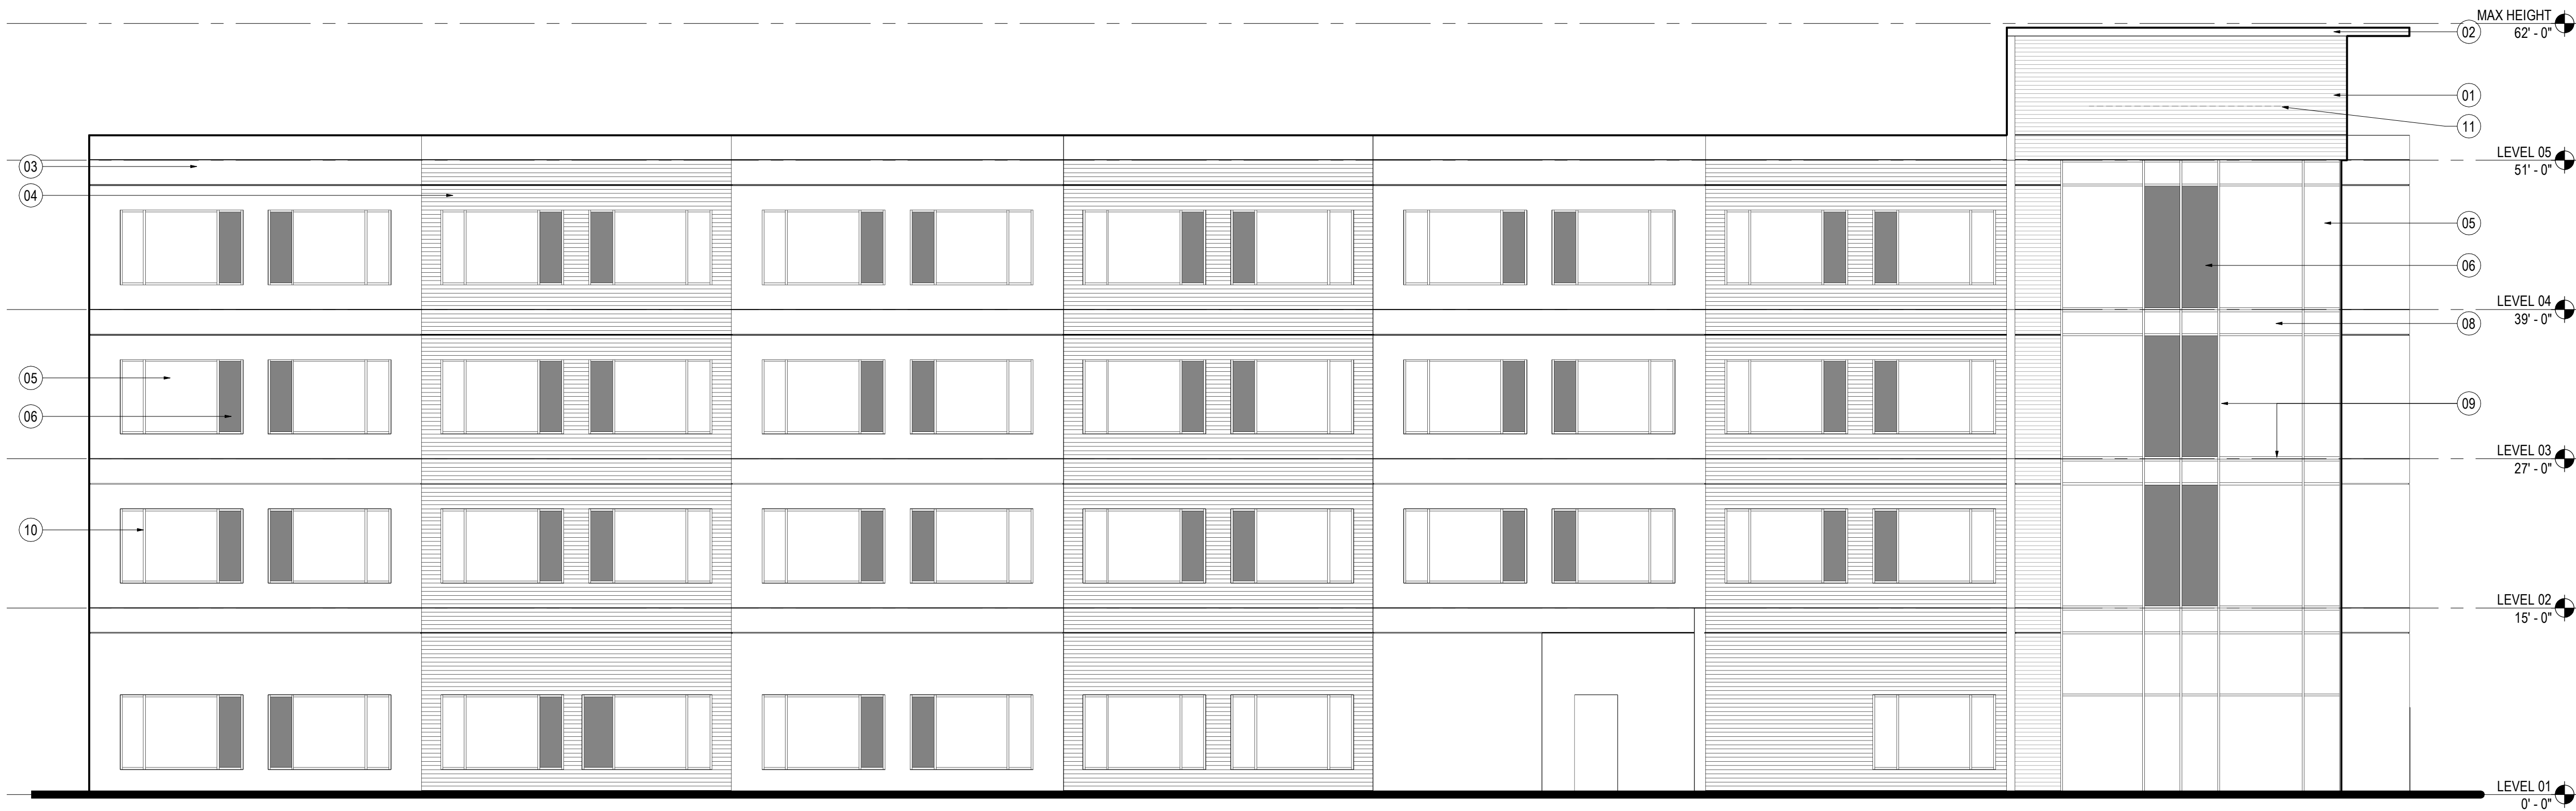 MAX HEIGHT
62' - 0"
02
01
11
LEVEL 05
51' - 0"
03
04
05
06
LEVEL 04
39' - 0"
08
05
06
09
LEVEL 03
27' - 0"
10
LEVEL 02
15' - 0"
LEVEL 01
0' - 0"